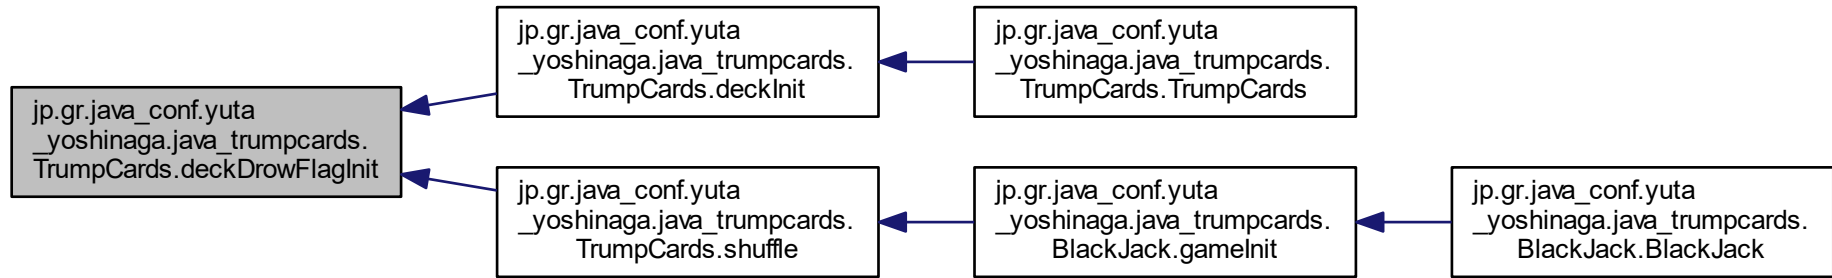 jp.gr.java_conf.yuta
_yoshinaga.java_trumpcards.
TrumpCards.deckDrowFlagInit
jp.gr.java_conf.yuta
_yoshinaga.java_trumpcards.
TrumpCards.deckInit
jp.gr.java_conf.yuta
_yoshinaga.java_trumpcards.
TrumpCards.TrumpCards
jp.gr.java_conf.yuta
_yoshinaga.java_trumpcards.
TrumpCards.shuffle
jp.gr.java_conf.yuta
_yoshinaga.java_trumpcards.
BlackJack.gameInit
jp.gr.java_conf.yuta
_yoshinaga.java_trumpcards.
BlackJack.BlackJack